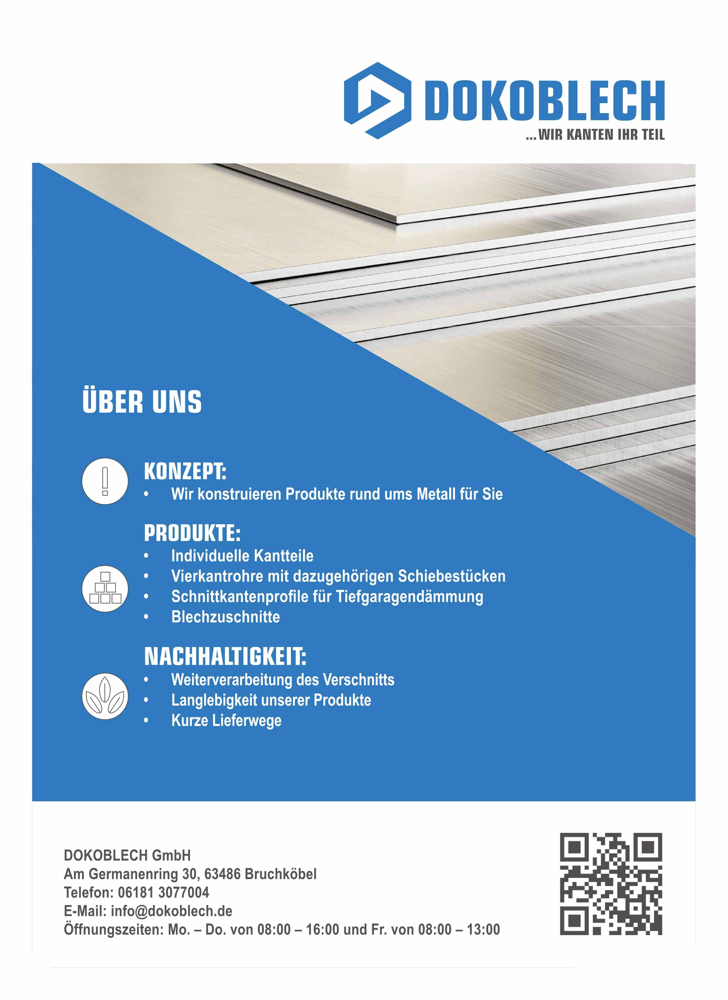 DOKOBLECH
...WIR KANTEN IHR TEIL
ÜBER UNS
KONZEPT:
• Wir konstruieren Produkte rund ums Metall für Sie
PRODUKTE:
• Individuelle Kantteile
• Vierkantrohre mit dazugehörigen Schiebestücken
• Schnittkantenprofile für Tiefgaragendämmung
• Blechzuschnitte
NACHHALTIGKEIT:
• Weiterverarbeitung des Verschnitts
• Langlebigkeit unserer Produkte
• Kurze Lieferwege
DOKOBLECH GmbH
Am Germanenring 30, 63486 Bruchköbel
Telefon: 06181 3077004
E-Mail: info@dokoblech.de
Öffnungszeiten: Mo. – Do. von 08:00 – 16:00 und Fr. von 08:00 – 13:00